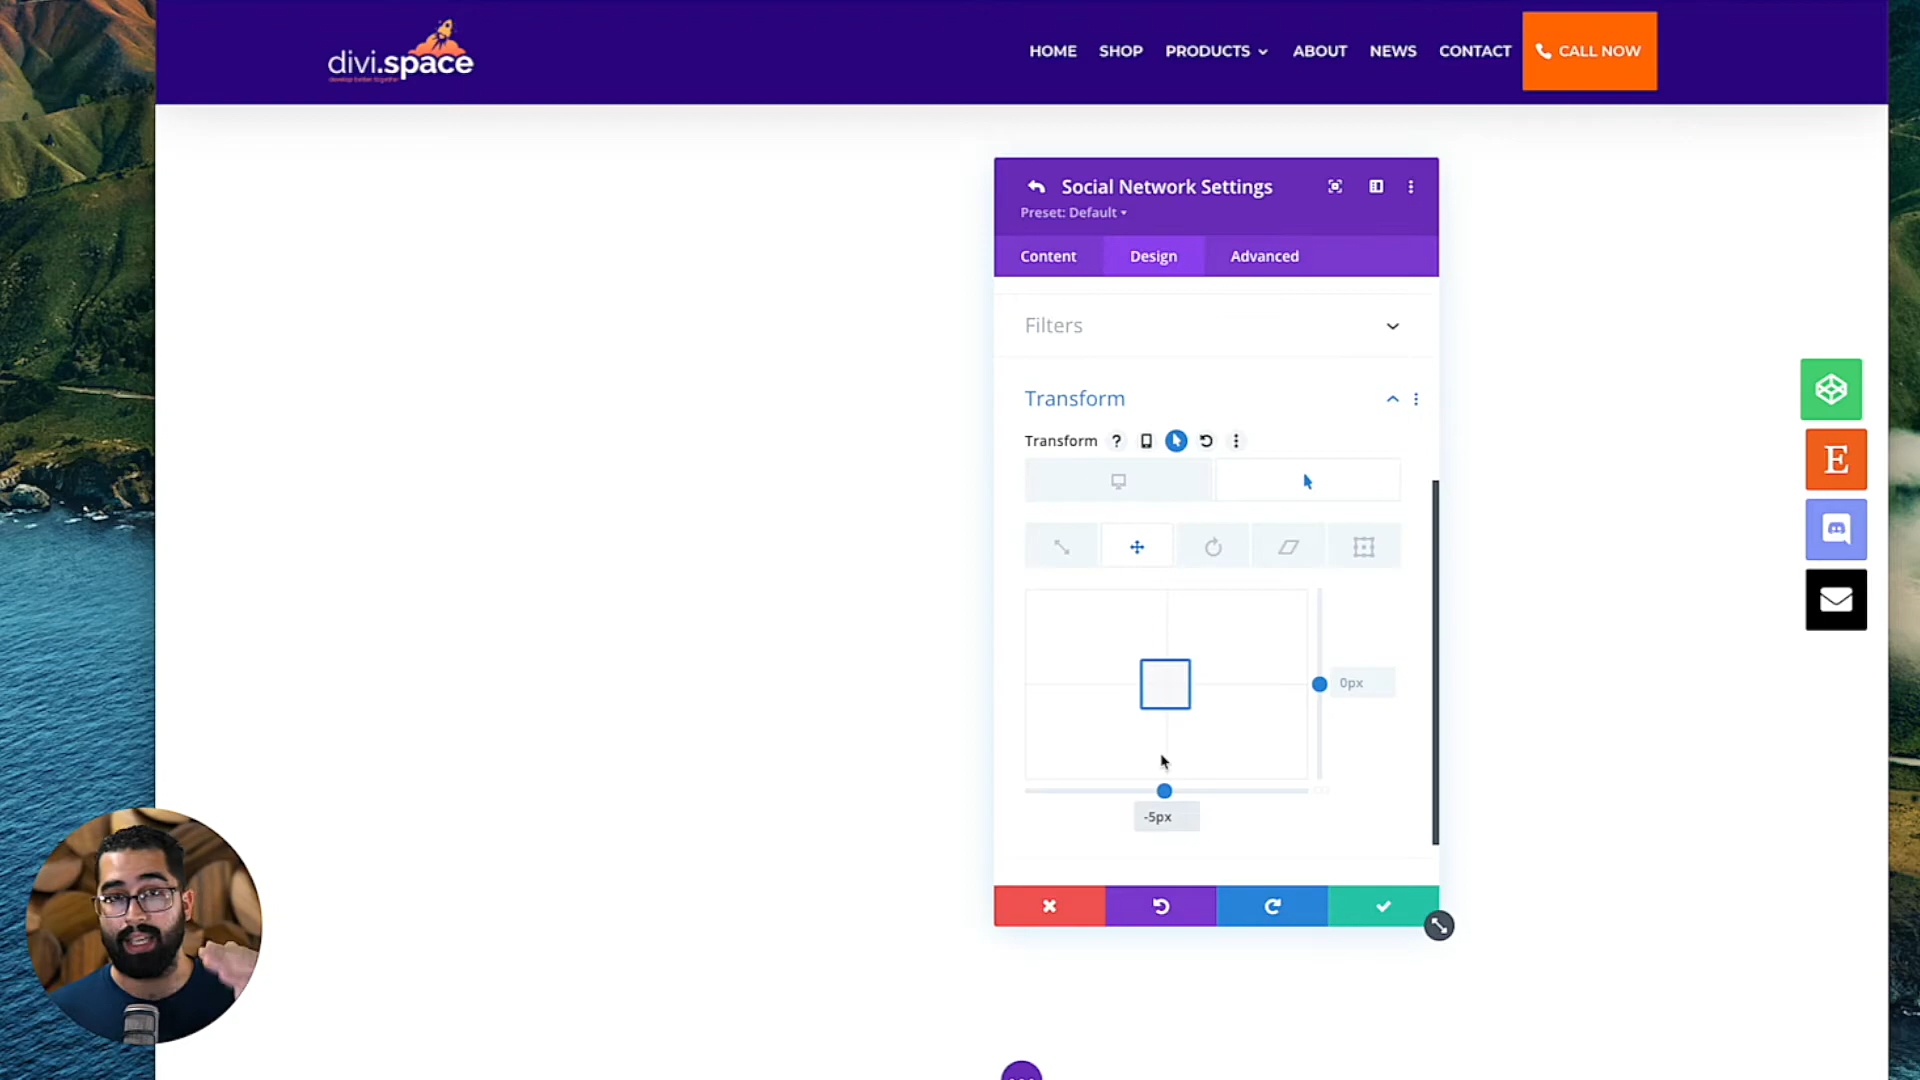 divi.space
HOME SHOP PRODUCTS ABOUT NEWS CONTACT CALL NOW
Social Network Settings
Preset: Default
Content Design Advanced
Filters
Transform
Transform ?
E
0px
-5px